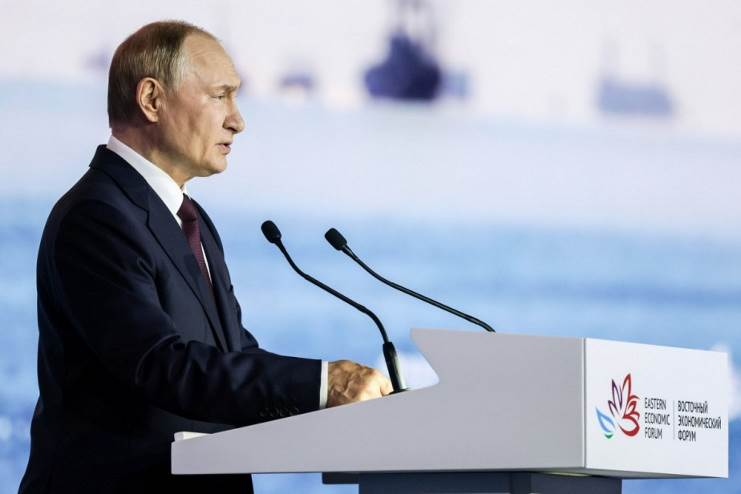 EASTERN
ECONOMIC
FORUM
ВОСТОЧНЫЙ
ЭКОНОМИЧЕСКИЙ
ФОРУМ